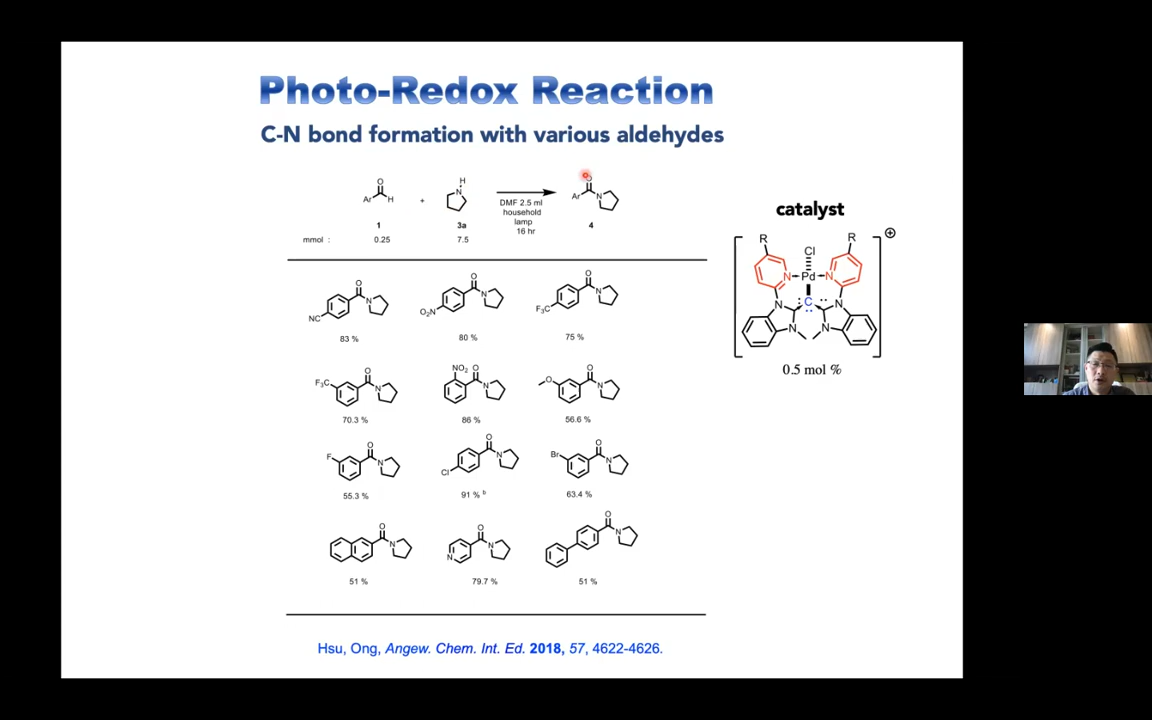 Photo-Redox Reaction
C-N bond formation with various aldehydes
O
Ar H
1
+
H
N
3a
DMF 2.5 ml
household
lamp
16 hr
O
Ar N
4
mmol : 0.25 7.5
O
N
NC
83 %
O
N
O2N
80 %
O
N
F3C
75 %
O
F3C N
70.3 %
NO2 O
N
86 %
O
O N
56.6 %
O
F N
55.3 %
O
N
Cl
91 % b
O
Br N
63.4 %
O
N
51 %
O
N
N
79.7 %
O
N
51 %
Hsu, Ong, Angew. Chem. Int. Ed. 2018, 57, 4622-4626.
catalyst
R Cl R
N Pd N
N C N
N N
0.5 mol %